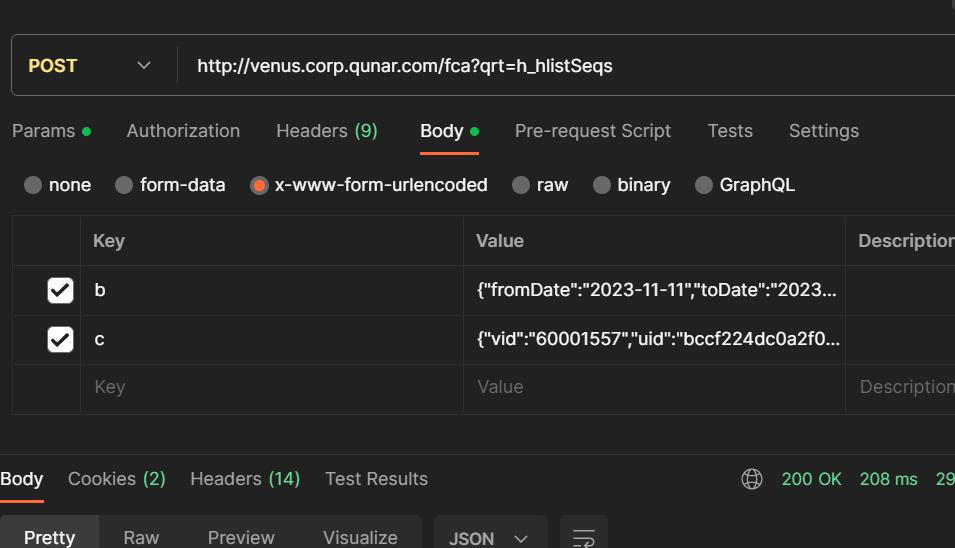 POST http://venus.corp.qunar.com/fca?qrt=h_hlistSeqs
Params Authorization Headers (9) Body Pre-request Script Tests Settings
none form-data x-www-form-urlencoded raw binary GraphQL
Key Value Description
b {"fromDate":"2023-11-11","toDate":"2023...
c {"vid":"60001557","uid":"bccf224dc0a2f0...
Key Value Description
Body Cookies (2) Headers (14) Test Results 200 OK 208 ms 29
Pretty Raw Preview Visualize JSON